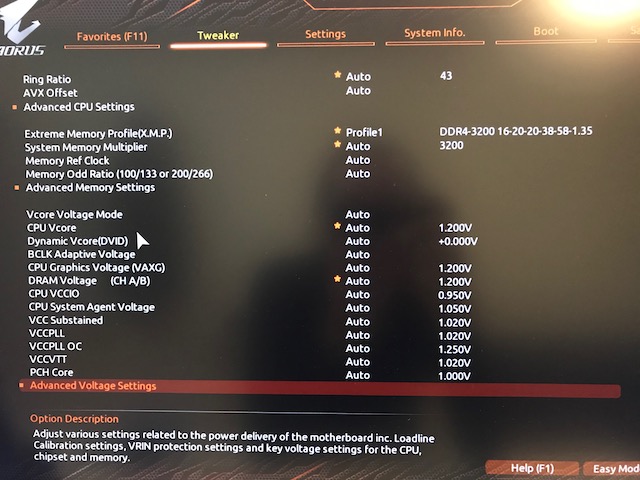 AORUS
Favorites (F11) Tweaker Settings System Info. Boot
Ring Ratio Auto 43
AVX Offset Auto
Advanced CPU Settings
Extreme Memory Profile(X.M.P.) Profile1 DDR4-3200 16-20-20-38-58-1.35
System Memory Multiplier Auto 3200
Memory Ref Clock Auto
Memory Odd Ratio (100/133 or 200/266) Auto
Advanced Memory Settings
Vcore Voltage Mode Auto
CPU Vcore Auto 1.200V
Dynamic Vcore(DVID) Auto +0.000V
BCLK Adaptive Voltage Auto
CPU Graphics Voltage (VAXG) Auto 1.200V
DRAM Voltage (CH A/B) Auto 1.200V
CPU VCCIO Auto 0.950V
CPU System Agent Voltage Auto 1.050V
VCC Substained Auto 1.020V
VCCPLL Auto 1.020V
VCCPLL OC Auto 1.250V
VCCVTT Auto 1.020V
PCH Core Auto 1.000V
Advanced Voltage Settings
Option Description
Adjust various settings related to the power delivery of the motherboard inc. Loadline
Calibration settings, VRIN protection settings and key voltage settings for the CPU,
chipset and memory.
Help (F1) Easy Mod